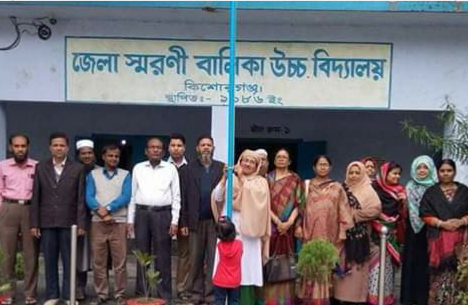 জেলা স্মরণী বালিকা উচ্চ বিদ্যালয়
কিশোরগঞ্জ।
স্থাপিত:- ১৯৮৬ ইং